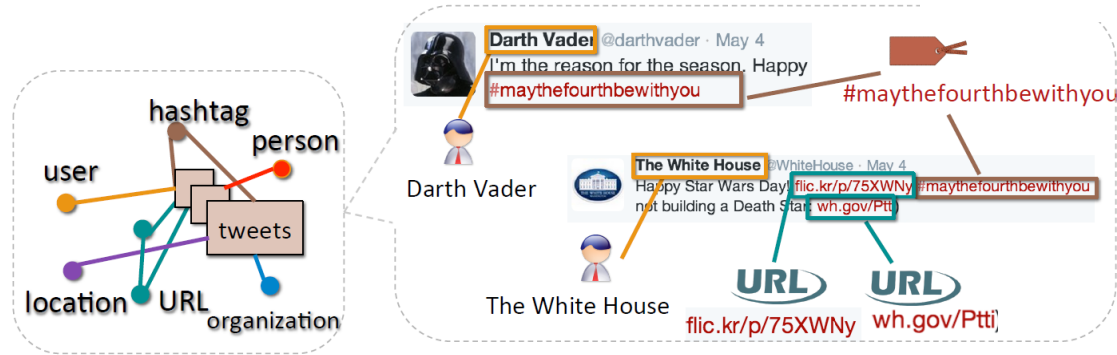 hashtag
person
user
tweets
location
URL
organization
Darth Vader @darthvader · May 4
I'm the reason for the season. Happy
#maythefourthbewithyou
#maythefourthbewithyou
Darth Vader
The White House @WhiteHouse · May 4
Happy Star Wars Day! flic.kr/p/75XWNy #maythefourthbewithyou
not building a Death Star: wh.gov/Ptti)
The White House
URL
flic.kr/p/75XWNy
URL
wh.gov/Ptti)